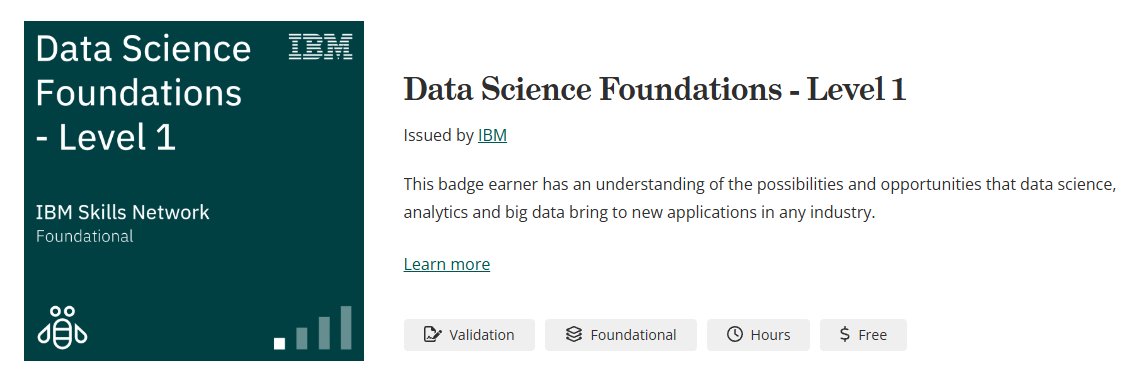 Data Science
Foundations
- Level 1
IBM
IBM Skills Network
Foundational
Data Science Foundations - Level 1
Issued by IBM
This badge earner has an understanding of the possibilities and opportunities that data science,
analytics and big data bring to new applications in any industry.
Learn more
Validation
Foundational
Hours
$ Free